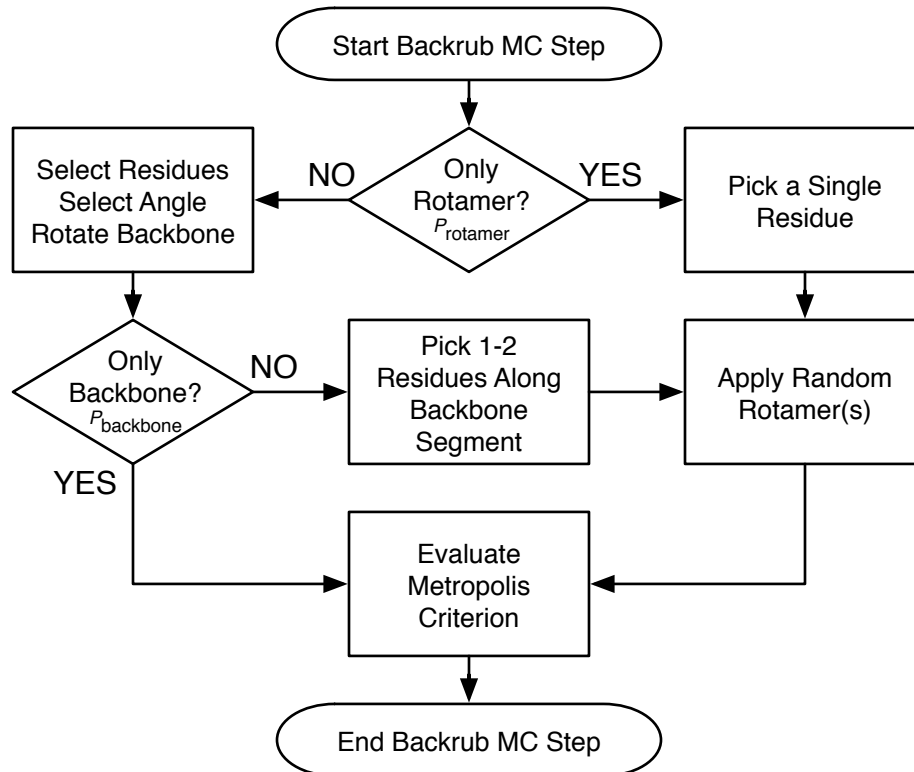 Start Backrub MC Step
Only
Rotamer?
Protamer
NO
YES
Select Residues
Select Angle
Rotate Backbone
Pick a Single
Residue
Only
Backbone?
Pbackbone
NO
YES
Pick 1-2
Residues Along
Backbone
Segment
Apply Random
Rotamer(s)
Evaluate
Metropolis
Criterion
End Backrub MC Step